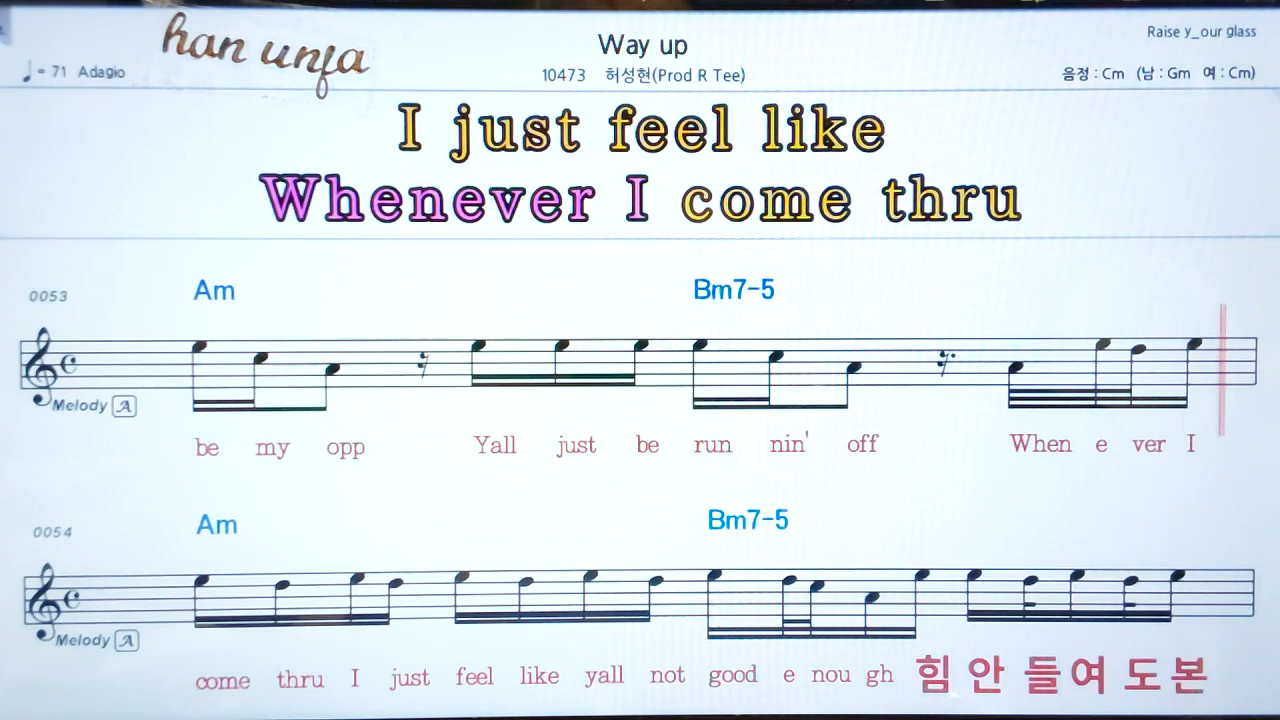 han unja
Way up
Raise y_our glass
♩= 71 Adagio
10473 허성현(Prod R Tee)
음정 : Cm (남 : Gm 여 : Cm)
I just feel like
Whenever I come thru
0053 Am Bm7-5
Melody A
be my opp Yall just be run nin' off When e ver I
0054 Am Bm7-5
Melody A
come thru I just feel like yall not good e nou gh 힘 안 들 여 도 본